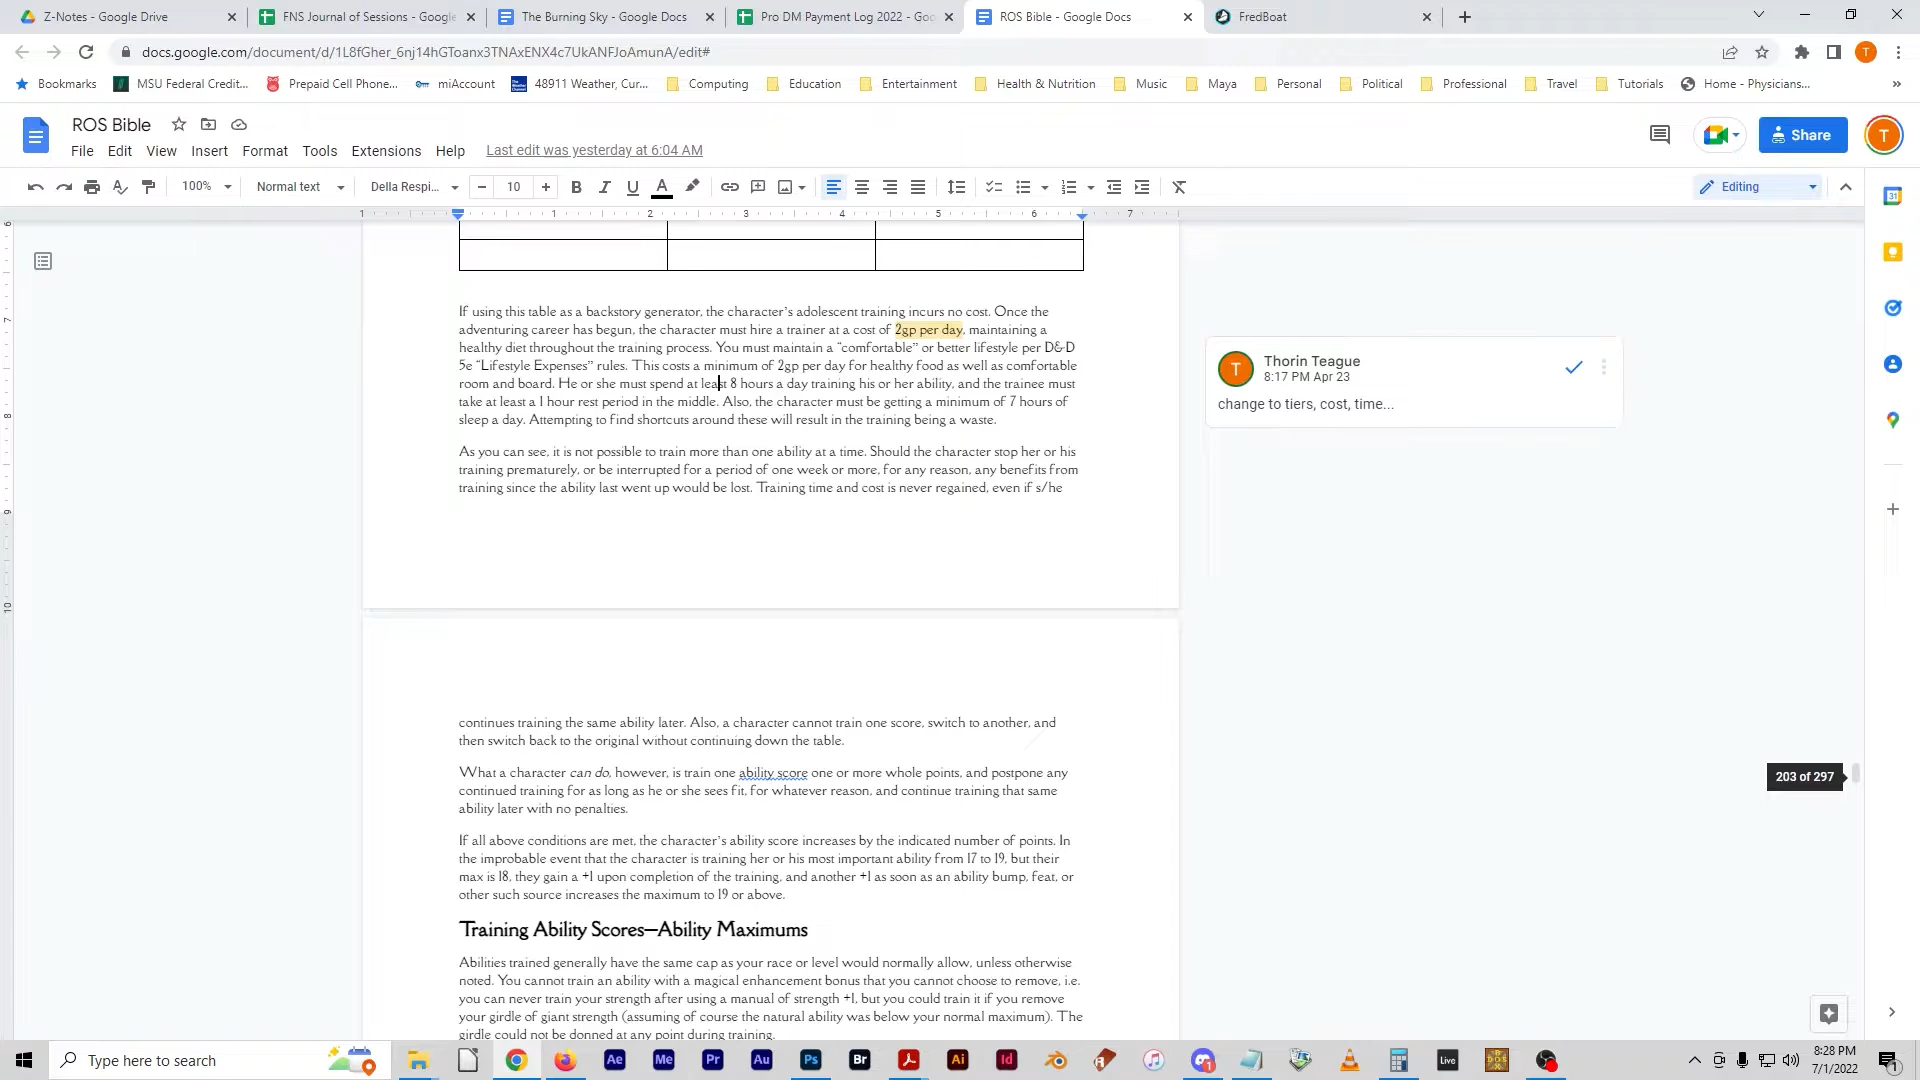 Z-Notes - Google Drive
FNS Journal of Sessions - Google
The Burning Sky - Google Docs
Pro DM Payment Log 2022 - Goo
ROS Bible - Google Docs
FredBoat
docs.google.com/document/d/1L8fGher_6nj14hGToanx3TNAxENX4c7UkANFJoAmunA/edit#
T
Bookmarks
MSU Federal Credit...
Prepaid Cell Phone...
miAccount
48911 Weather, Cur...
Computing
Education
Entertainment
Health & Nutrition
Music
Maya
Personal
Political
Professional
Travel
Tutorials
Home - Physicians...
ROS Bible
File Edit View Insert Format Tools Extensions Help Last edit was yesterday at 6:04 AM
Share
T
100%
Normal text
Della Respi...
10
B I U A
Editing
31
1 1 2 3 4 5 6 7
6
7
8
9
10
If using this table as a backstory generator, the character's adolescent training incurs no cost. Once the
adventuring career has begun, the character must hire a trainer at a cost of 2gp per day, maintaining a
healthy diet throughout the training process. You must maintain a "comfortable" or better lifestyle per D&D
5e "Lifestyle Expenses" rules. This costs a minimum of 2gp per day for healthy food as well as comfortable
room and board. He or she must spend at least 8 hours a day training his or her ability, and the trainee must
take at least a 1 hour rest period in the middle. Also, the character must be getting a minimum of 7 hours of
sleep a day. Attempting to find shortcuts around these will result in the training being a waste.
As you can see, it is not possible to train more than one ability at a time. Should the character stop her or his
training prematurely, or be interrupted for a period of one week or more, for any reason, any benefits from
training since the ability last went up would be lost. Training time and cost is never regained, even if s/he
T
Thorin Teague
8:17 PM Apr 23
change to tiers, cost, time...
continues training the same ability later. Also, a character cannot train one score, switch to another, and
then switch back to the original without continuing down the table.
What a character can do, however, is train one ability score one or more whole points, and postpone any
continued training for as long as he or she sees fit, for whatever reason, and continue training that same
ability later with no penalties.
203 of 297
If all above conditions are met, the character's ability score increases by the indicated number of points. In
the improbable event that the character is training her or his most important ability from 17 to 19, but their
max is 18, they gain a +1 upon completion of the training, and another +1 as soon as an ability bump, feat, or
other such source increases the maximum to 19 or above.
Training Ability Scores—Ability Maximums
Abilities trained generally have the same cap as your race or level would normally allow, unless otherwise
noted. You cannot train an ability with a magical enhancement bonus that you cannot choose to remove, i.e.
you can never train your strength after using a manual of strength +1, but you could train it if you remove
your girdle of giant strength (assuming of course the natural ability was below your normal maximum). The
girdle could not be donned at any point during training.
Type here to search
Ae
Me
Pr
Au
Ps
Br
Ai
Id
1
Live
8:28 PM
7/1/2022
1